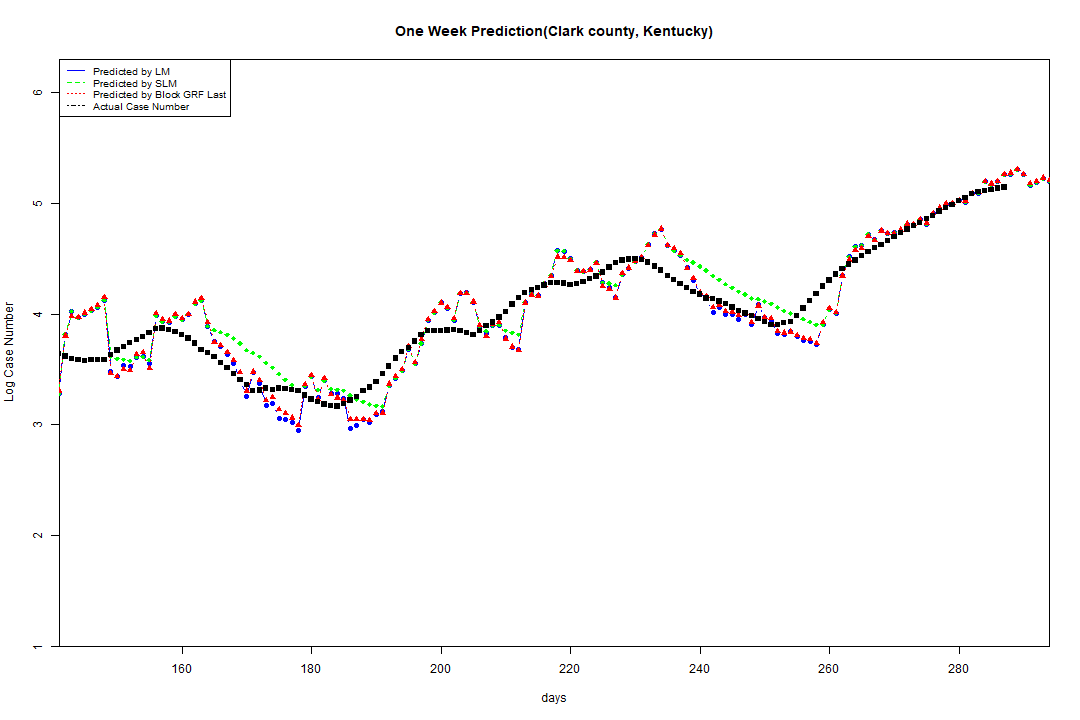 One Week Prediction(Clark county, Kentucky)
Predicted by LM
Predicted by SLM
Predicted by Block GRF Last
Actual Case Number
6
5
4
3
2
1
Log Case Number
160 180 200 220 240 260 280
days